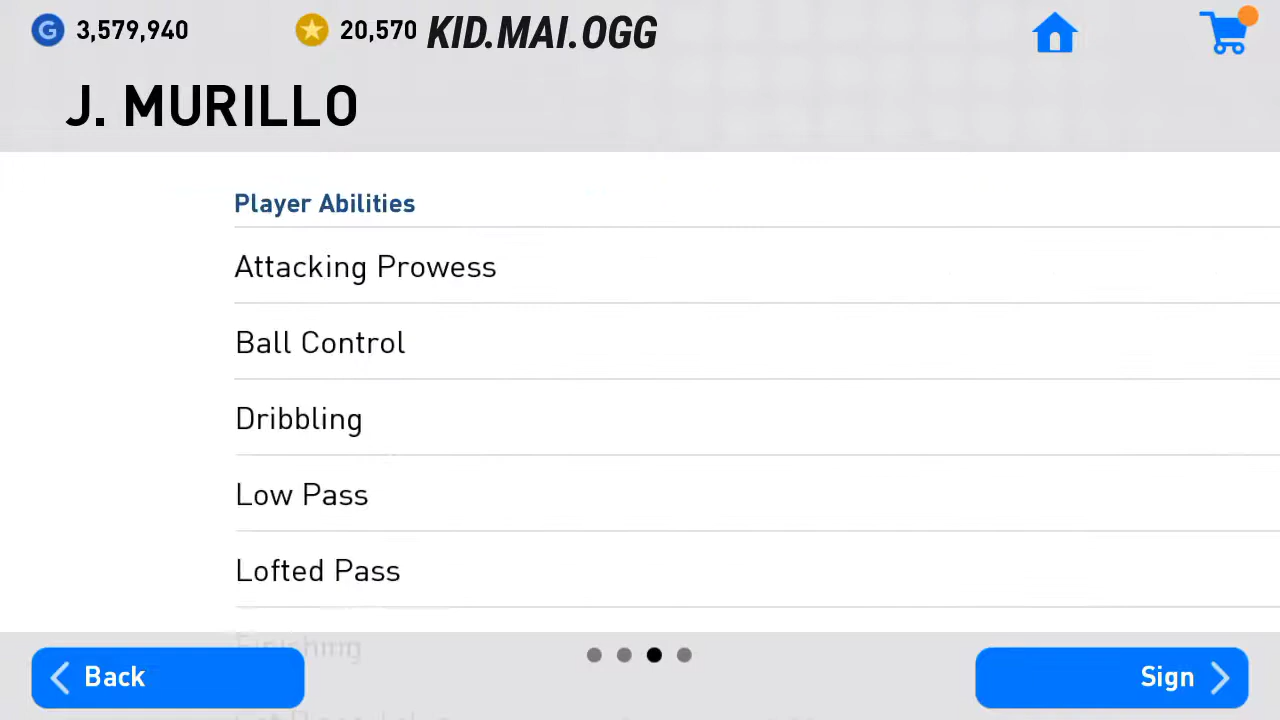 G 3,579,940 20,570 KID.MAI.OGG
J. MURILLO
Player Abilities
Attacking Prowess
Ball Control
Dribbling
Low Pass
Lofted Pass
Finishing
Back
Sign